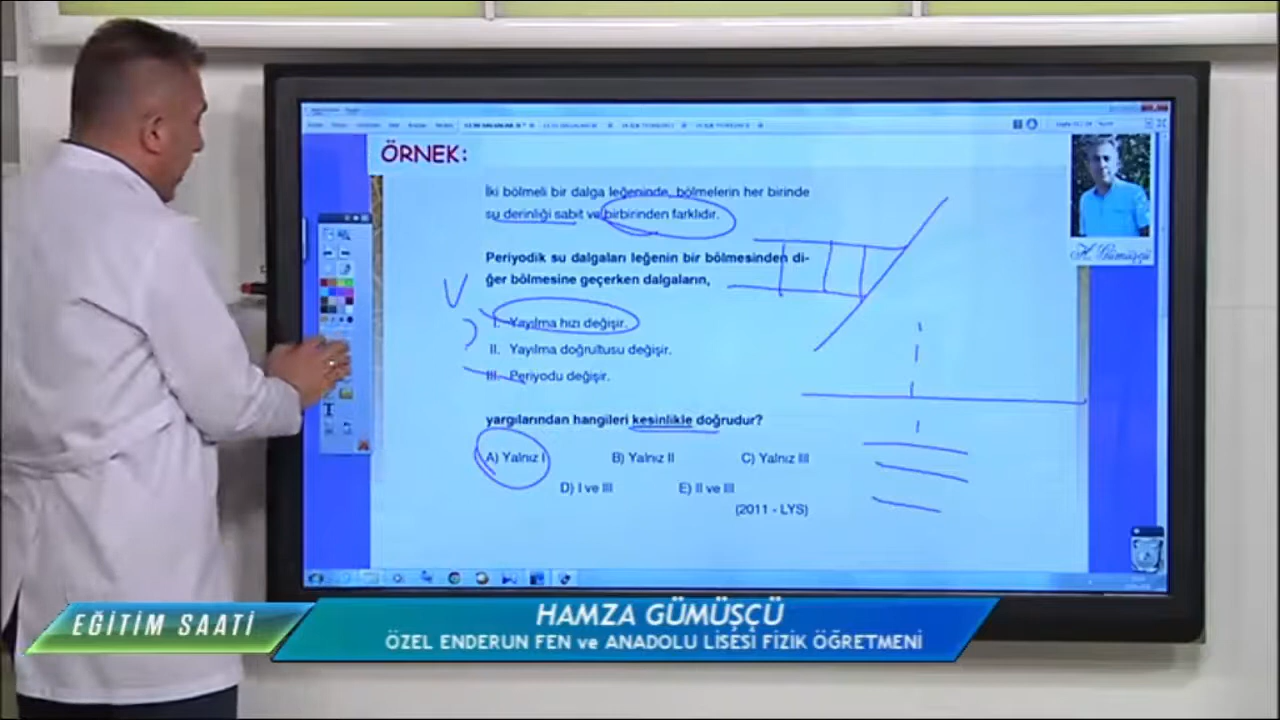 ÖRNEK:
İki bölmeli bir dalga leğeninde, bölmelerin her birinde
su derinliği sabit ve birbirinden farklıdır.
Periyodik su dalgaları leğenin bir bölmesinden di-
ğer bölmesine geçerken dalgaların,
I. Yayılma hızı değişir.
II. Yayılma doğrultusu değişir.
III. Periyodu değişir.
yargılarından hangileri kesinlikle doğrudur?
A) Yalnız I B) Yalnız II C) Yalnız III
D) I ve III E) II ve III
(2011 - LYS)
H. Gümüşçü
EĞİTİM SAATİ
HAMZA GÜMÜŞÇÜ
ÖZEL ENDERUN FEN ve ANADOLU LİSESİ FİZİK ÖĞRETMENİ